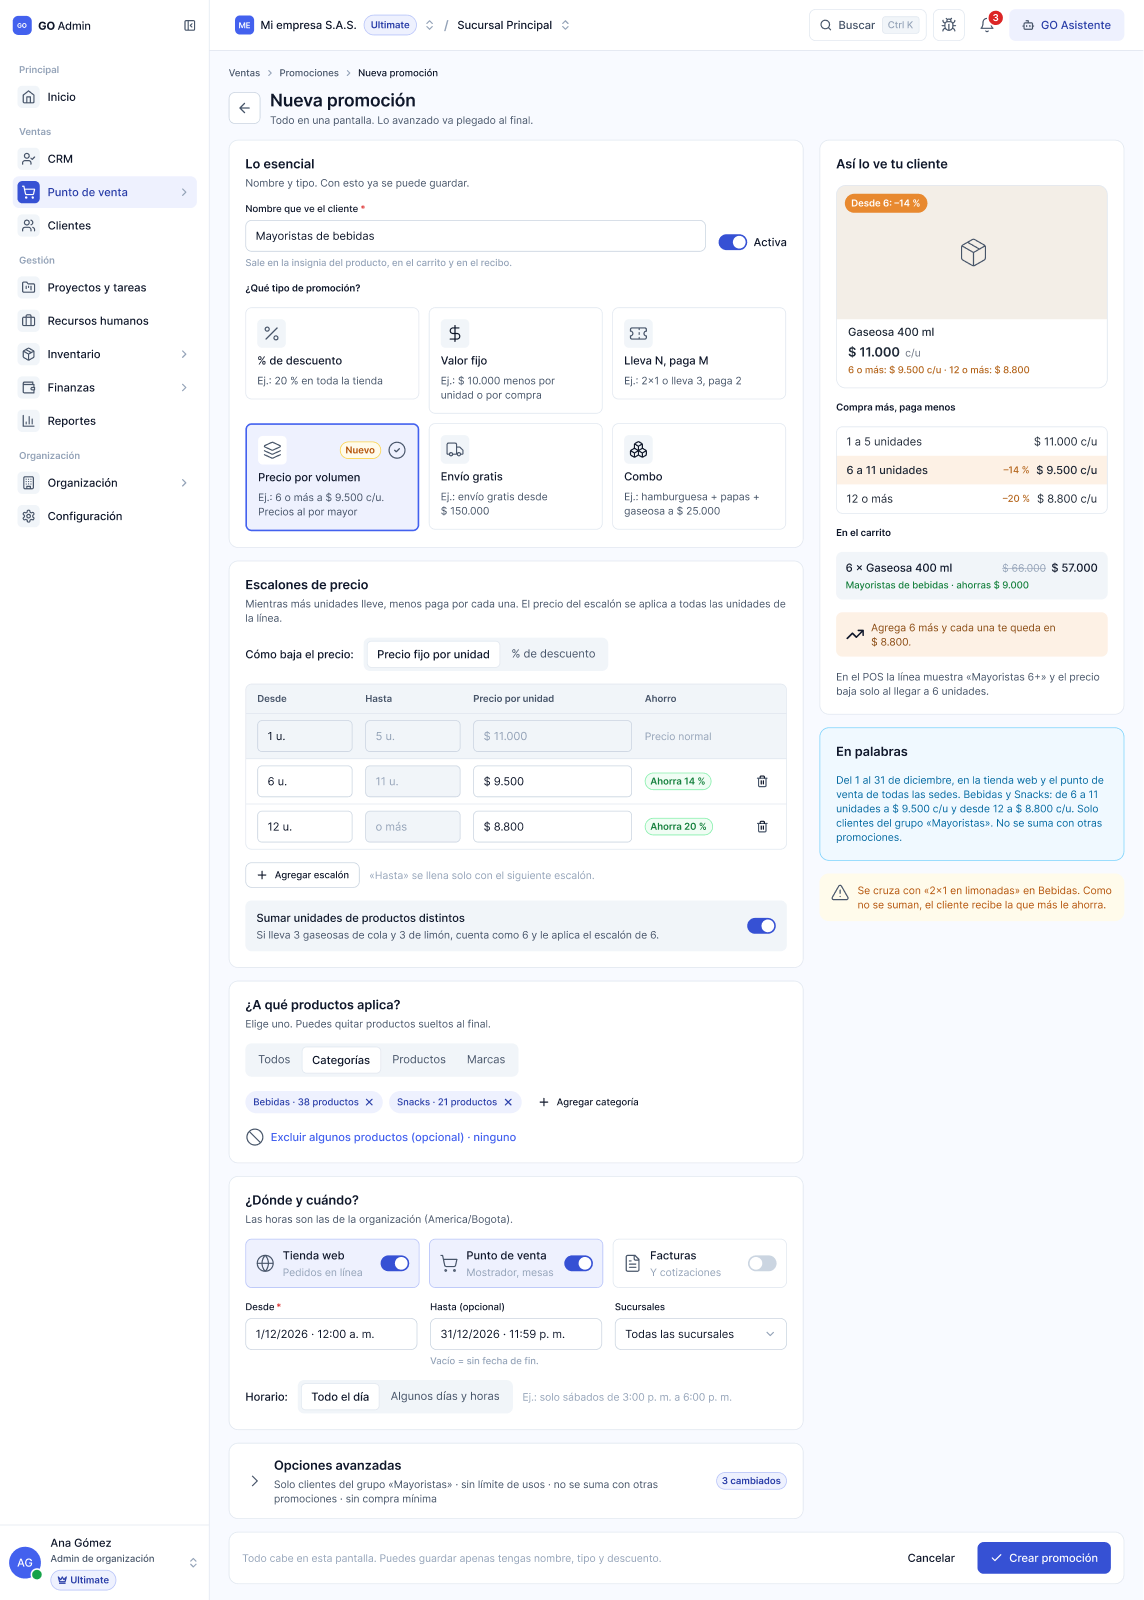 GO
GO Admin
Principal
Inicio
Ventas
CRM
Punto de venta
Clientes
Gestión
Proyectos y tareas
Recursos humanos
Inventario
Finanzas
Reportes
Organización
Organización
Configuración
AG
Ana Gómez
Admin de organización
Ultimate
ME
Mi empresa S.A.S.
Ultimate
/
Sucursal Principal
Buscar
Ctrl K
3
GO Asistente
Ventas
Promociones
Nueva promoción
Nueva promoción
Todo en una pantalla. Lo avanzado va plegado al final.
Lo esencial
Nombre y tipo. Con esto ya se puede guardar.
Nombre que ve el cliente *
Mayoristas de bebidas
Activa
Sale en la insignia del producto, en el carrito y en el recibo.
¿Qué tipo de promoción?
% de descuento
Ej.: 20 % en toda la tienda
Valor fijo
Ej.: $ 10.000 menos por
unidad o por compra
Lleva N, paga M
Ej.: 2×1 o lleva 3, paga 2
Nuevo
Precio por volumen
Ej.: 6 o más a $ 9.500 c/u.
Precios al por mayor
Envío gratis
Ej.: envío gratis desde
$ 150.000
Combo
Ej.: hamburguesa + papas +
gaseosa a $ 25.000
Escalones de precio
Mientras más unidades lleve, menos paga por cada una. El precio del escalón se aplica a todas las unidades de
la línea.
Cómo baja el precio:
Precio fijo por unidad
% de descuento
Desde
Hasta
Precio por unidad
Ahorro
1 u.
5 u.
$ 11.000
Precio normal
6 u.
11 u.
$ 9.500
Ahorra 14 %
12 u.
o más
$ 8.800
Ahorra 20 %
Agregar escalón
«Hasta» se llena solo con el siguiente escalón.
Sumar unidades de productos distintos
Si lleva 3 gaseosas de cola y 3 de limón, cuenta como 6 y le aplica el escalón de 6.
¿A qué productos aplica?
Elige uno. Puedes quitar productos sueltos al final.
Todos
Categorías
Productos
Marcas
Bebidas · 38 productos
Snacks · 21 productos
Agregar categoría
Excluir algunos productos (opcional) · ninguno
¿Dónde y cuándo?
Las horas son las de la organización (America/Bogota).
Tienda web
Pedidos en línea
Punto de venta
Mostrador, mesas
Facturas
Y cotizaciones
Desde *
1/12/2026 · 12:00 a. m.
Hasta (opcional)
31/12/2026 · 11:59 p. m.
Vacío = sin fecha de fin.
Sucursales
Todas las sucursales
Horario:
Todo el día
Algunos días y horas
Ej.: solo sábados de 3:00 p. m. a 6:00 p. m.
Opciones avanzadas
Solo clientes del grupo «Mayoristas» · sin límite de usos · no se suma con otras
promociones · sin compra mínima
3 cambiados
Todo cabe en esta pantalla. Puedes guardar apenas tengas nombre, tipo y descuento.
Cancelar
Crear promoción
Así lo ve tu cliente
Desde 6: −14 %
Gaseosa 400 ml
$ 11.000 c/u
6 o más: $ 9.500 c/u · 12 o más: $ 8.800
Compra más, paga menos
1 a 5 unidades
$ 11.000 c/u
6 a 11 unidades
−14 % $ 9.500 c/u
12 o más
−20 % $ 8.800 c/u
En el carrito
6 × Gaseosa 400 ml
$ 66.000 $ 57.000
Mayoristas de bebidas · ahorras $ 9.000
Agrega 6 más y cada una te queda en
$ 8.800.
En el POS la línea muestra «Mayoristas 6+» y el precio
baja solo al llegar a 6 unidades.
En palabras
Del 1 al 31 de diciembre, en la tienda web y el punto de
venta de todas las sedes. Bebidas y Snacks: de 6 a 11
unidades a $ 9.500 c/u y desde 12 a $ 8.800 c/u. Solo
clientes del grupo «Mayoristas». No se suma con otras
promociones.
Se cruza con «2×1 en limonadas» en Bebidas. Como
no se suman, el cliente recibe la que más le ahorra.